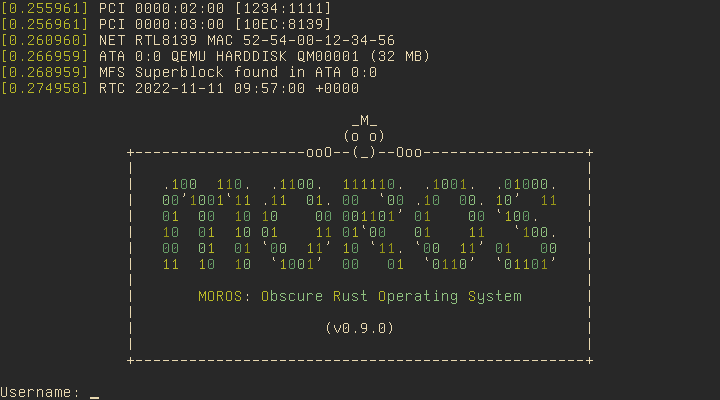 [0.255961] PCI 0000:02:00 [1234:1111]
[0.256961] PCI 0000:03:00 [10EC:8139]
[0.260960] NET RTL8139 MAC 52-54-00-12-34-56
[0.266959] ATA 0:0 QEMU HARDDISK QM00001 (32 MB)
[0.268959] MFS Superblock found in ATA 0:0
[0.274958] RTC 2022-11-11 09:57:00 +0000
_M_
(o o)
+-------------------ooO--(_)--Ooo------------------+
.100  110.  .1100.  111110.  .1001.  .01000.
00’1001‘11 .11  01. 00  ‘00 .10  00. 10’  11
01  00  10 10    00 001101’ 01    00 ‘100.
10  01  10 01    11 01‘00   01    11   ‘100.
00  01  01 ‘00  11’ 10 ‘11. ‘00  11’ 01   00
11  10  10  ‘1001’  00   01  ‘0110’  ‘01101’
MOROS: Obscure Rust Operating System
(v0.9.0)
+--------------------------------------------------+
Username: _